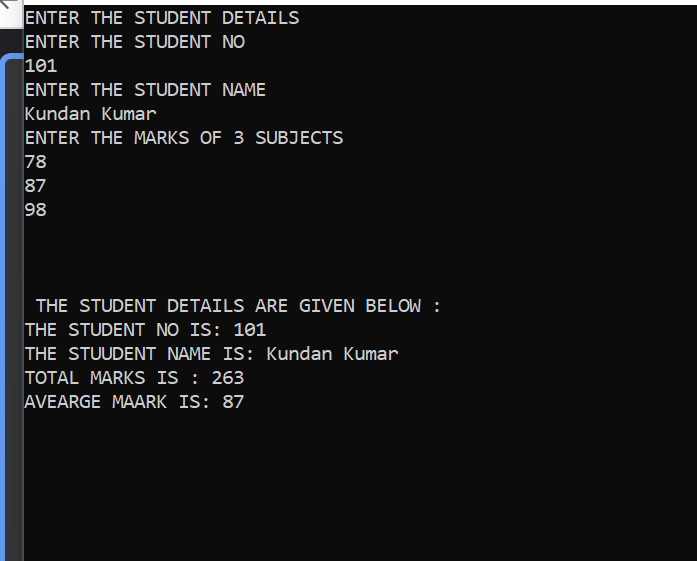 ENTER THE STUDENT DETAILS
ENTER THE STUDENT NO
101
ENTER THE STUDENT NAME
Kundan Kumar
ENTER THE MARKS OF 3 SUBJECTS
78
87
98
THE STUDENT DETAILS ARE GIVEN BELOW :
THE STUDENT NO IS: 101
THE STUUDENT NAME IS: Kundan Kumar
TOTAL MARKS IS : 263
AVEARGE MAARK IS: 87